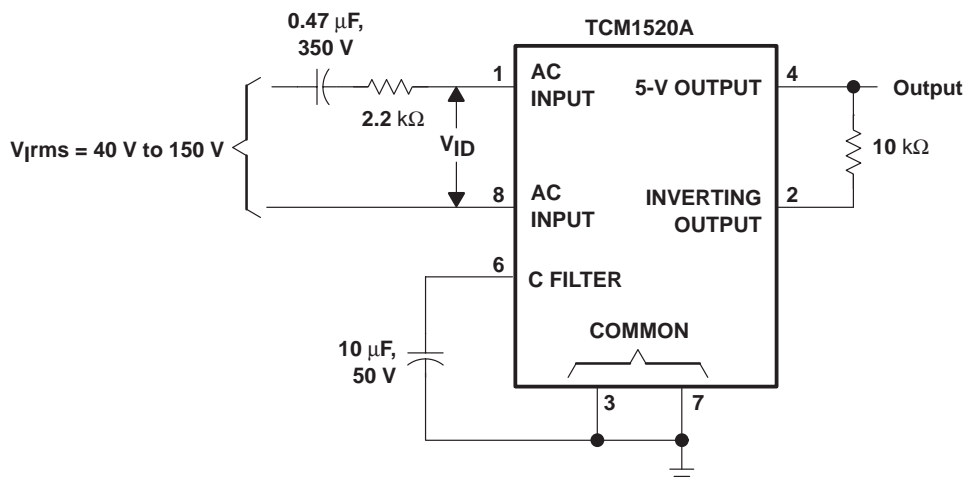 0.47 μF,
350 V
TCM1520A
1
AC
INPUT
5-V OUTPUT
4
Output
2.2 kΩ
VIrms = 40 V to 150 V
VID
10 kΩ
8
AC
INPUT
INVERTING
OUTPUT
2
6
C FILTER
10 μF,
50 V
COMMON
3
7